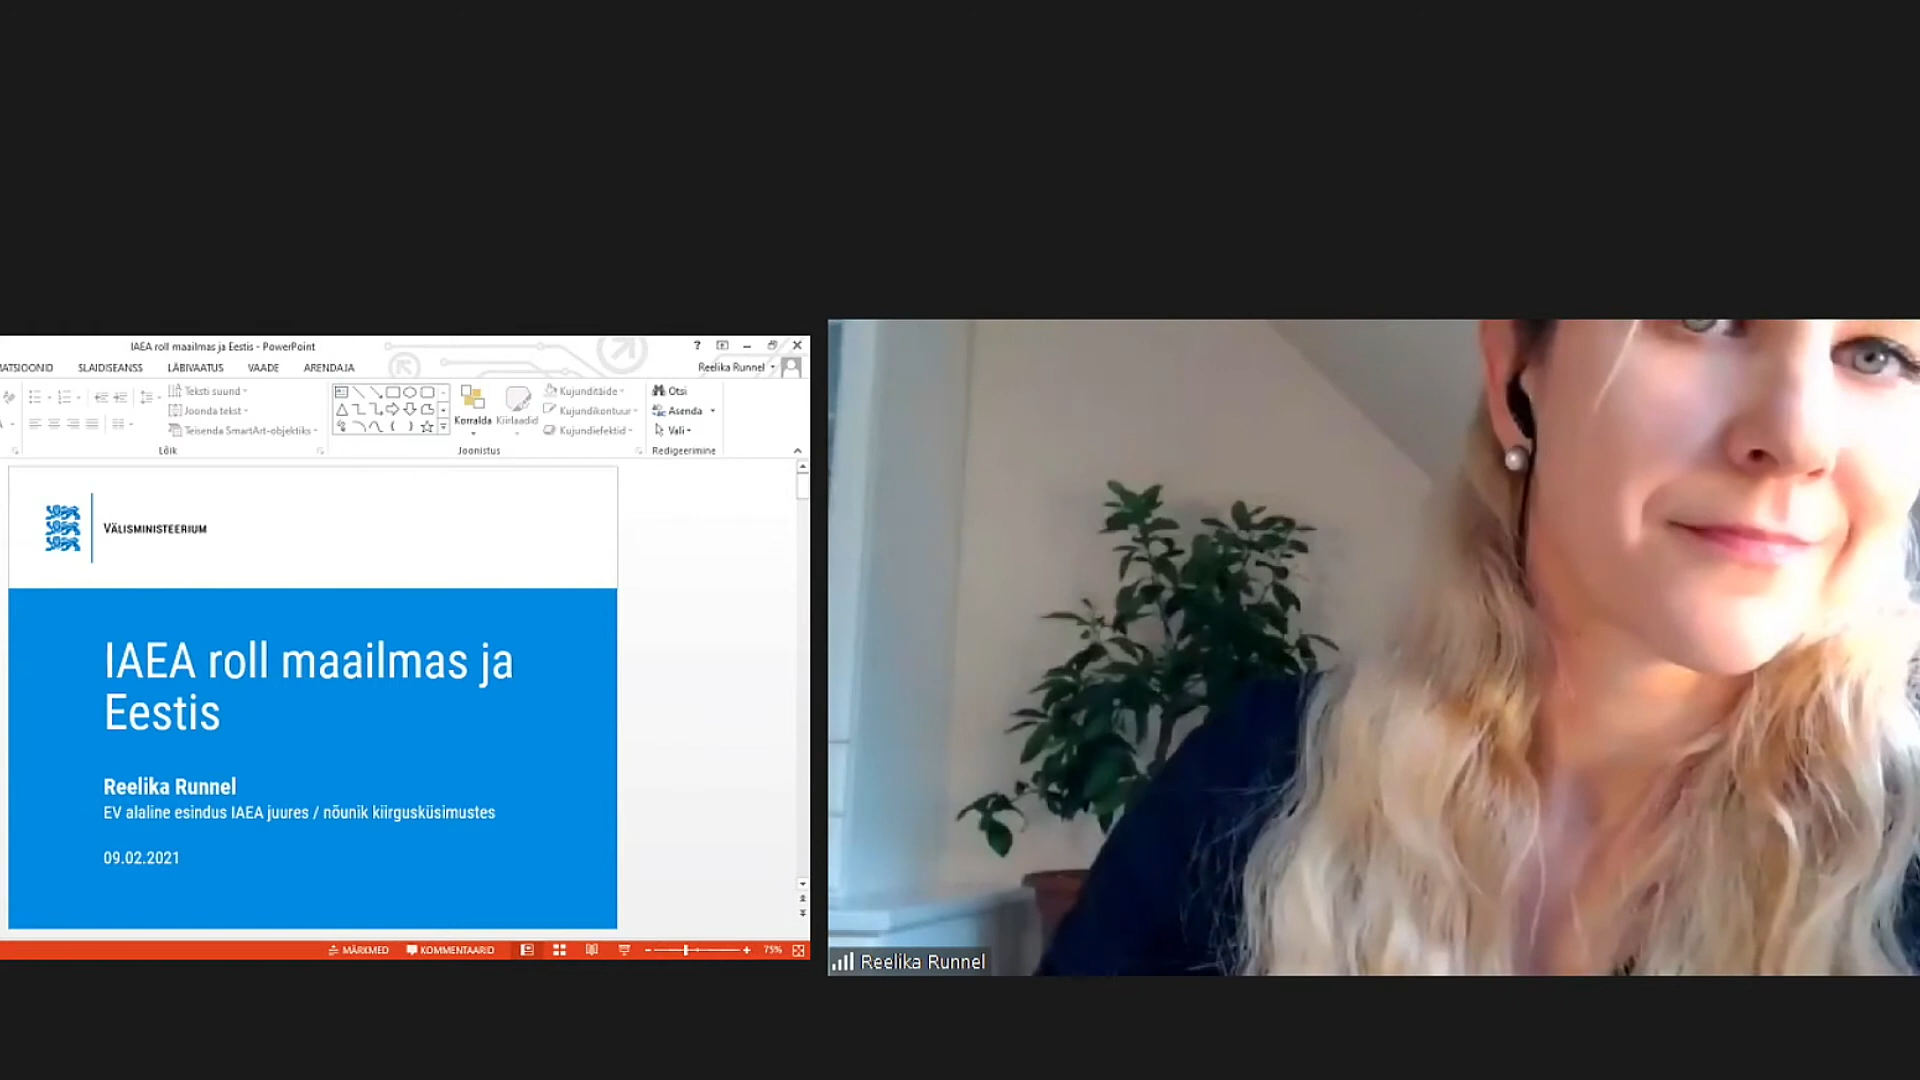 IAEA roll maailmas ja Eestis - PowerPoint
?
MATSIOONID SLAIDISEANSS LÄBIVAATUS VAADE ARENDAJA
Reelika Runnel
Teksti suund
Joonda tekst
Teisenda SmartArt-objektiks
Korralda
Kiirlaadid
Kujunditäide
Kujundikontuur
Kujundiefektid
Otsi
Asenda
Vali
Lõik
Joonistus
Redigeerimine
VÄLISMINISTEERIUM
IAEA roll maailmas ja
Eestis
Reelika Runnel
EV alaline esindus IAEA juures / nõunik kiirgusküsimustes
09.02.2021
MÄRKMED
KOMMENTAARID
75%
Reelika Runnel